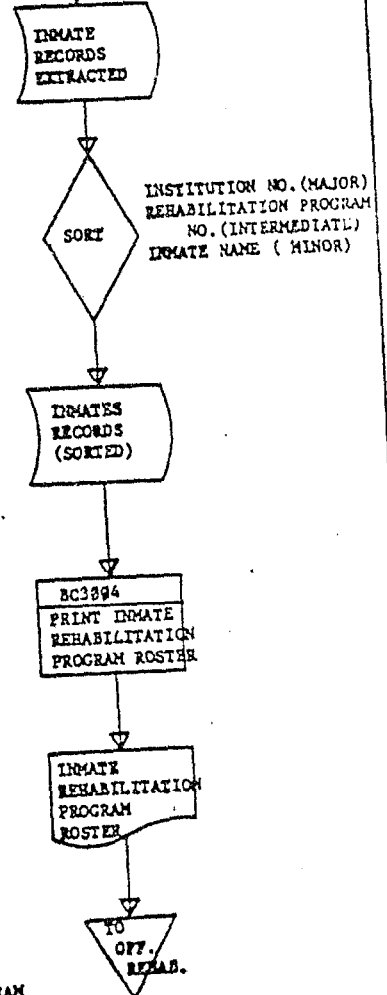 INMATE
RECORDS
EXTRACTED
SORT
INSTITUTION NO.(MAJOR)
REHABILITATION PROGRAM
NO.(INTERMEDIATE)
INMATE NAME ( MINOR)
INMATES
RECORDS
(SORTED)
PRINT INMATE
REHABILITATION
PROGRAM ROSTER
INMATE
REHABILITATION
PROGRAM
ROSTER
TO
OFF.
REHAB.